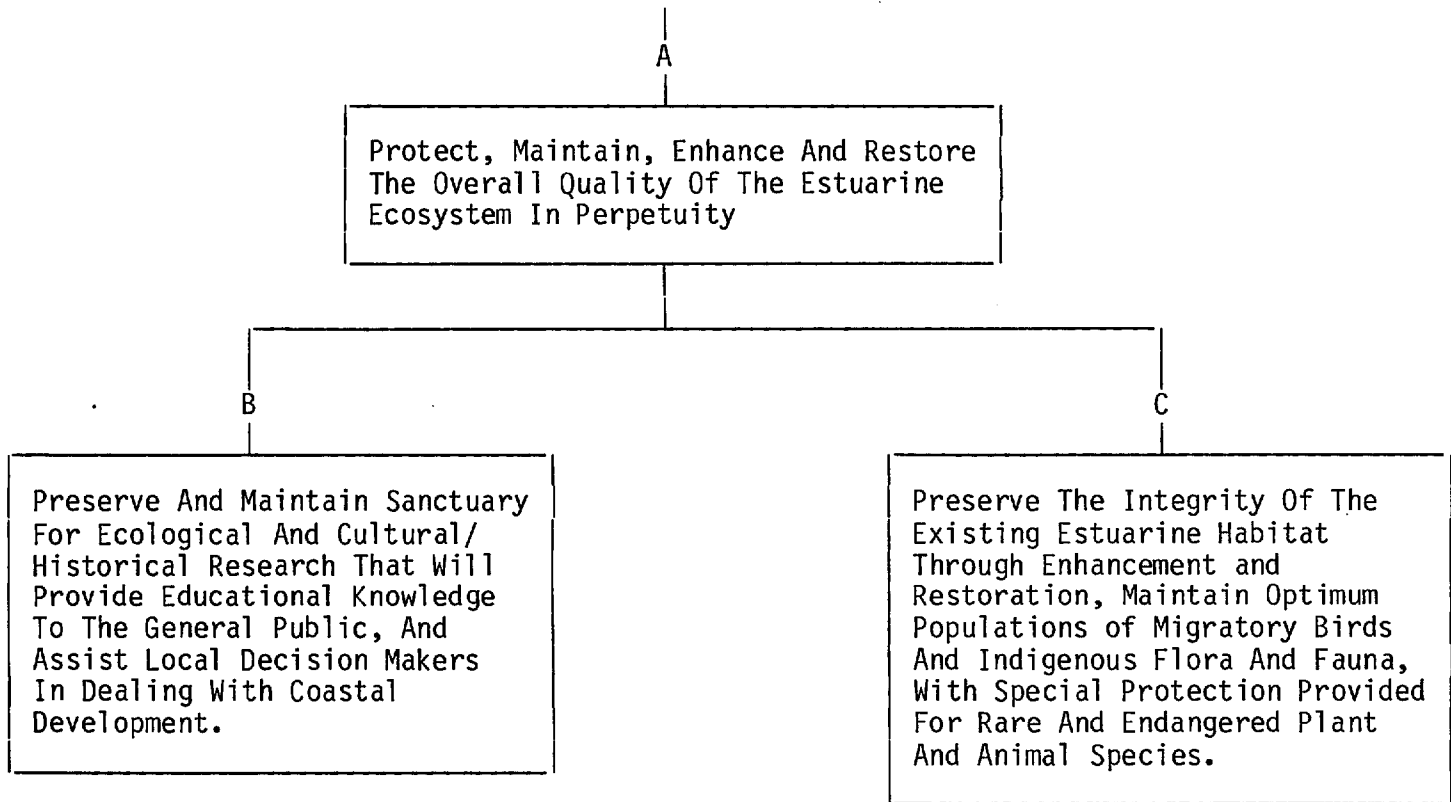 A
Protect, Maintain, Enhance And Restore
The Overall Quality Of The Estuarine
Ecosystem In Perpetuity
B
Preserve And Maintain Sanctuary
For Ecological And Cultural/
Historical Research That Will
Provide Educational Knowledge
To The General Public, And
Assist Local Decision Makers
In Dealing With Coastal
Development.
C
Preserve The Integrity Of The
Existing Estuarine Habitat
Through Enhancement and
Restoration, Maintain Optimum
Populations of Migratory Birds
And Indigenous Flora And Fauna,
With Special Protection Provided
For Rare And Endangered Plant
And Animal Species.